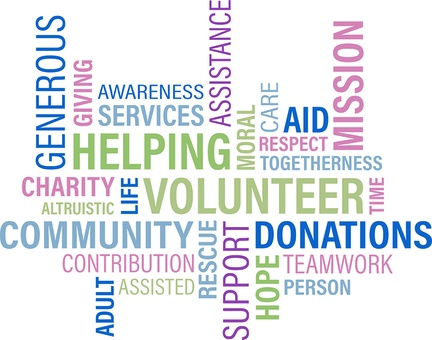 GENEROUS
GIVING
AWARENESS
SERVICES
ASSISTANCE
HELPING
MORAL
CARE
AID
MISSION
RESPECT
TOGETHERNESS
CHARITY
ALTRUISTIC
LIFE
VOLUNTEER
TIME
COMMUNITY
RESCUE
SUPPORT
DONATIONS
CONTRIBUTION
HOPE
TEAMWORK
ADULT
ASSISTED
PERSON